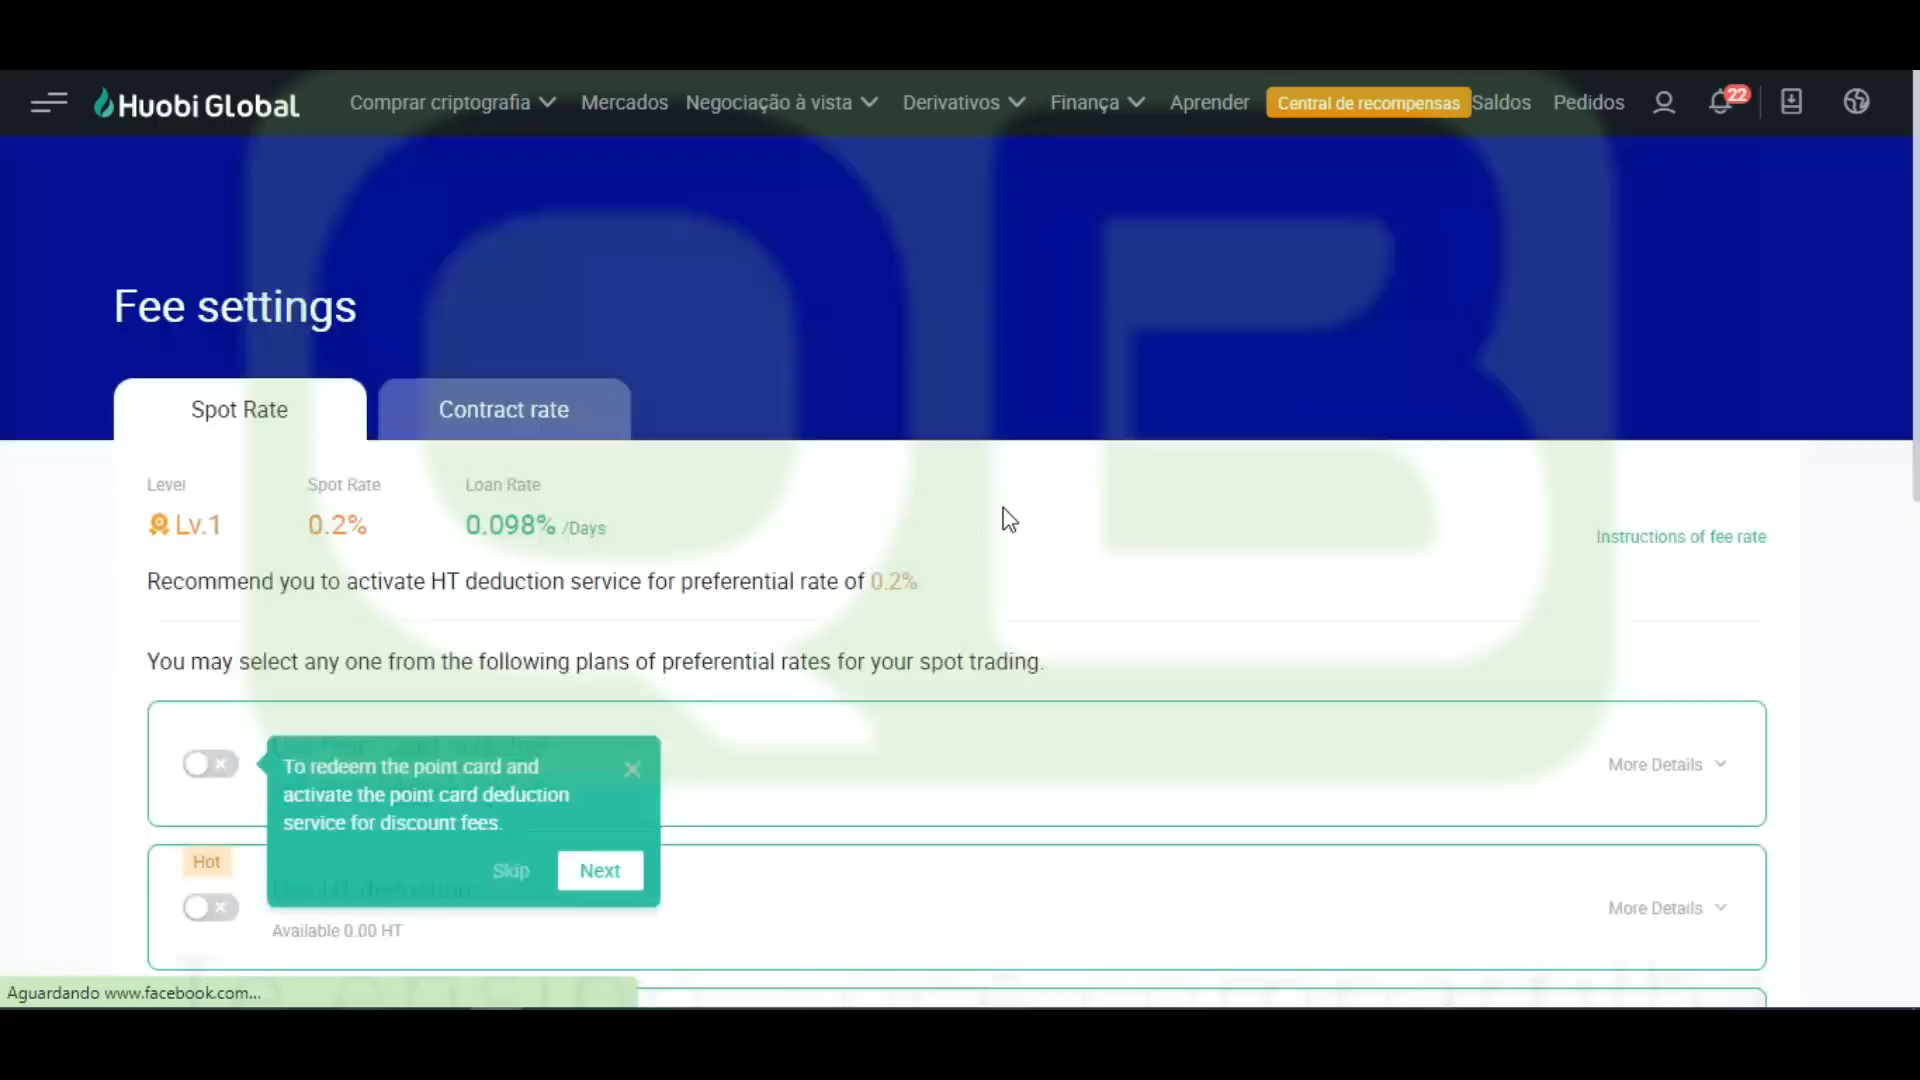 Huobi Global
Comprar criptografia Mercados Negociação à vista Derivativos Finança Aprender Central de recompensas Saldos Pedidos 22
Fee settings
Spot Rate Contract rate
Level Spot Rate Loan Rate
Lv.1 0.2% 0.098% /Days
Instructions of fee rate
Recommend you to activate HT deduction service for preferential rate of 0.2%
You may select any one from the following plans of preferential rates for your spot trading.
To redeem the point card and
activate the point card deduction
service for discount fees.
More Details
Skip Next
Hot
More Details
Available 0.00 HT
Aguardando www.facebook.com...